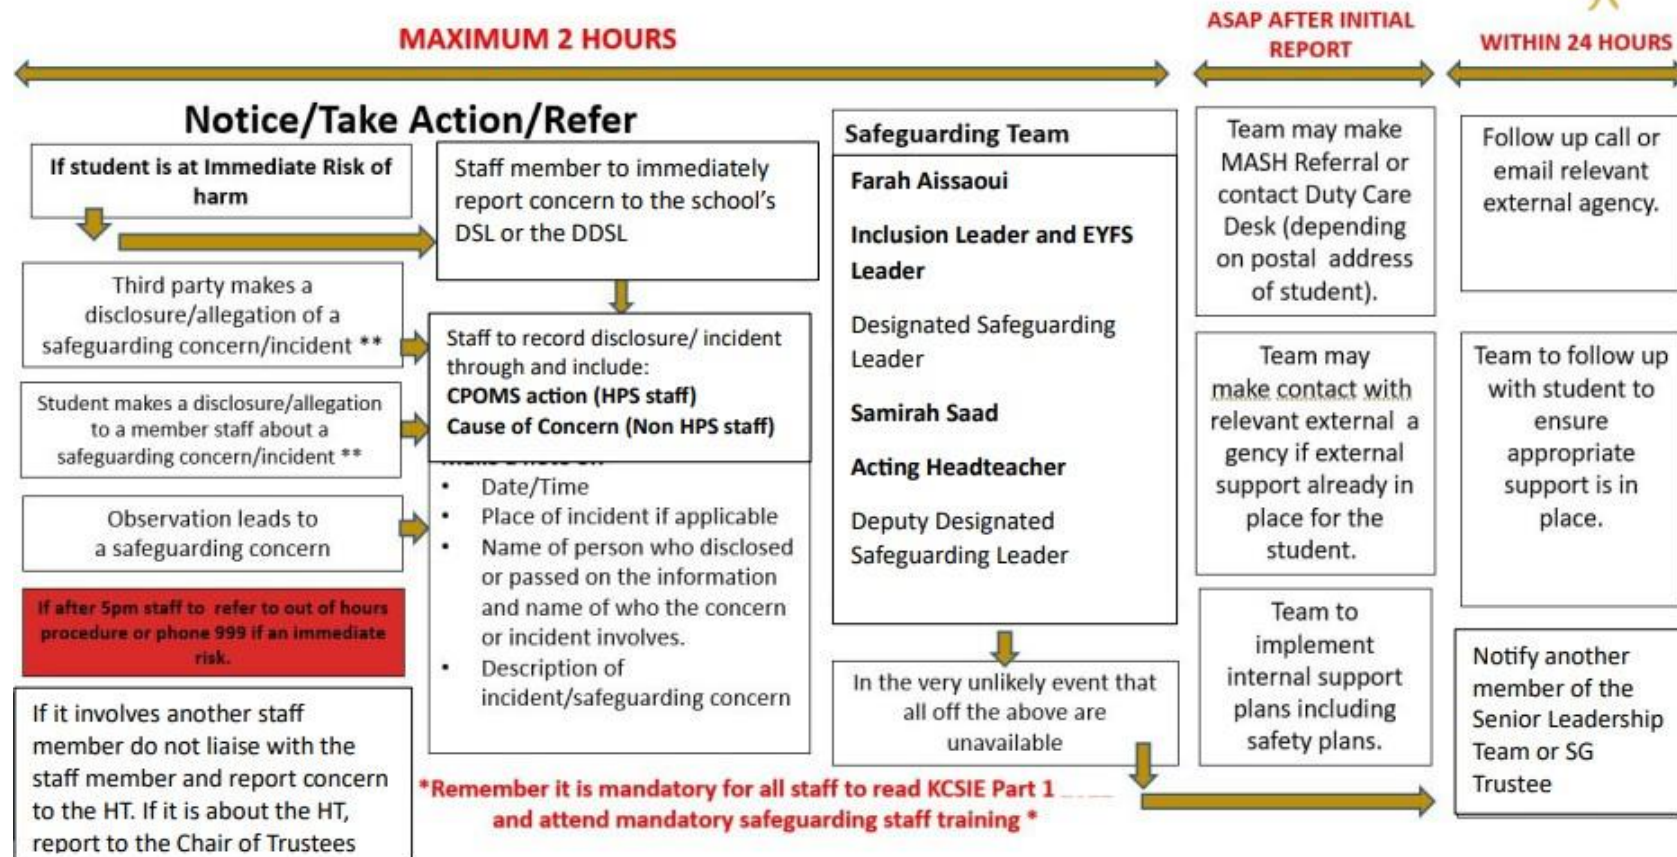 MAXIMUM 2 HOURS
ASAP AFTER INITIAL
REPORT
WITHIN 24 HOURS
Notice/Take Action/Refer
If student is at Immediate Risk of
harm
Third party makes a
disclosure/allegation of a
safeguarding concern/incident **
Student makes a disclosure/allegation
to a member staff about a
safeguarding concern/incident **
Observation leads to
a safeguarding concern
If after 5pm staff to refer to out of hours
procedure or phone 999 if an immediate
risk.
If it involves another staff
member do not liaise with the
staff member and report concern
to the HT. If it is about the HT,
report to the Chair of Trustees
Staff member to immediately
report concern to the school's
DSL or the DDSL
Staff to record disclosure/ incident
through and include:
CPOMS action (HPS staff)
Cause of Concern (Non HPS staff)
• Date/Time
• Place of incident if applicable
• Name of person who disclosed
or passed on the information
and name of who the concern
or incident involves.
• Description of
incident/safeguarding concern
*Remember it is mandatory for all staff to read KCSIE Part 1
and attend mandatory safeguarding staff training *
Safeguarding Team
Farah Aissaoui
Inclusion Leader and EYFS
Leader
Designated Safeguarding
Leader
Samirah Saad
Acting Headteacher
Deputy Designated
Safeguarding Leader
In the very unlikely event that
all off the above are
unavailable
Team may make
MASH Referral or
contact Duty Care
Desk (depending
on postal address
of student).
Team may
make contact with
relevant external a
gency if external
support already in
place for the
student.
Team to
implement
internal support
plans including
safety plans.
Follow up call or
email relevant
external agency.
Team to follow up
with student to
ensure
appropriate
support is in
place.
Notify another
member of the
Senior Leadership
Team or SG
Trustee